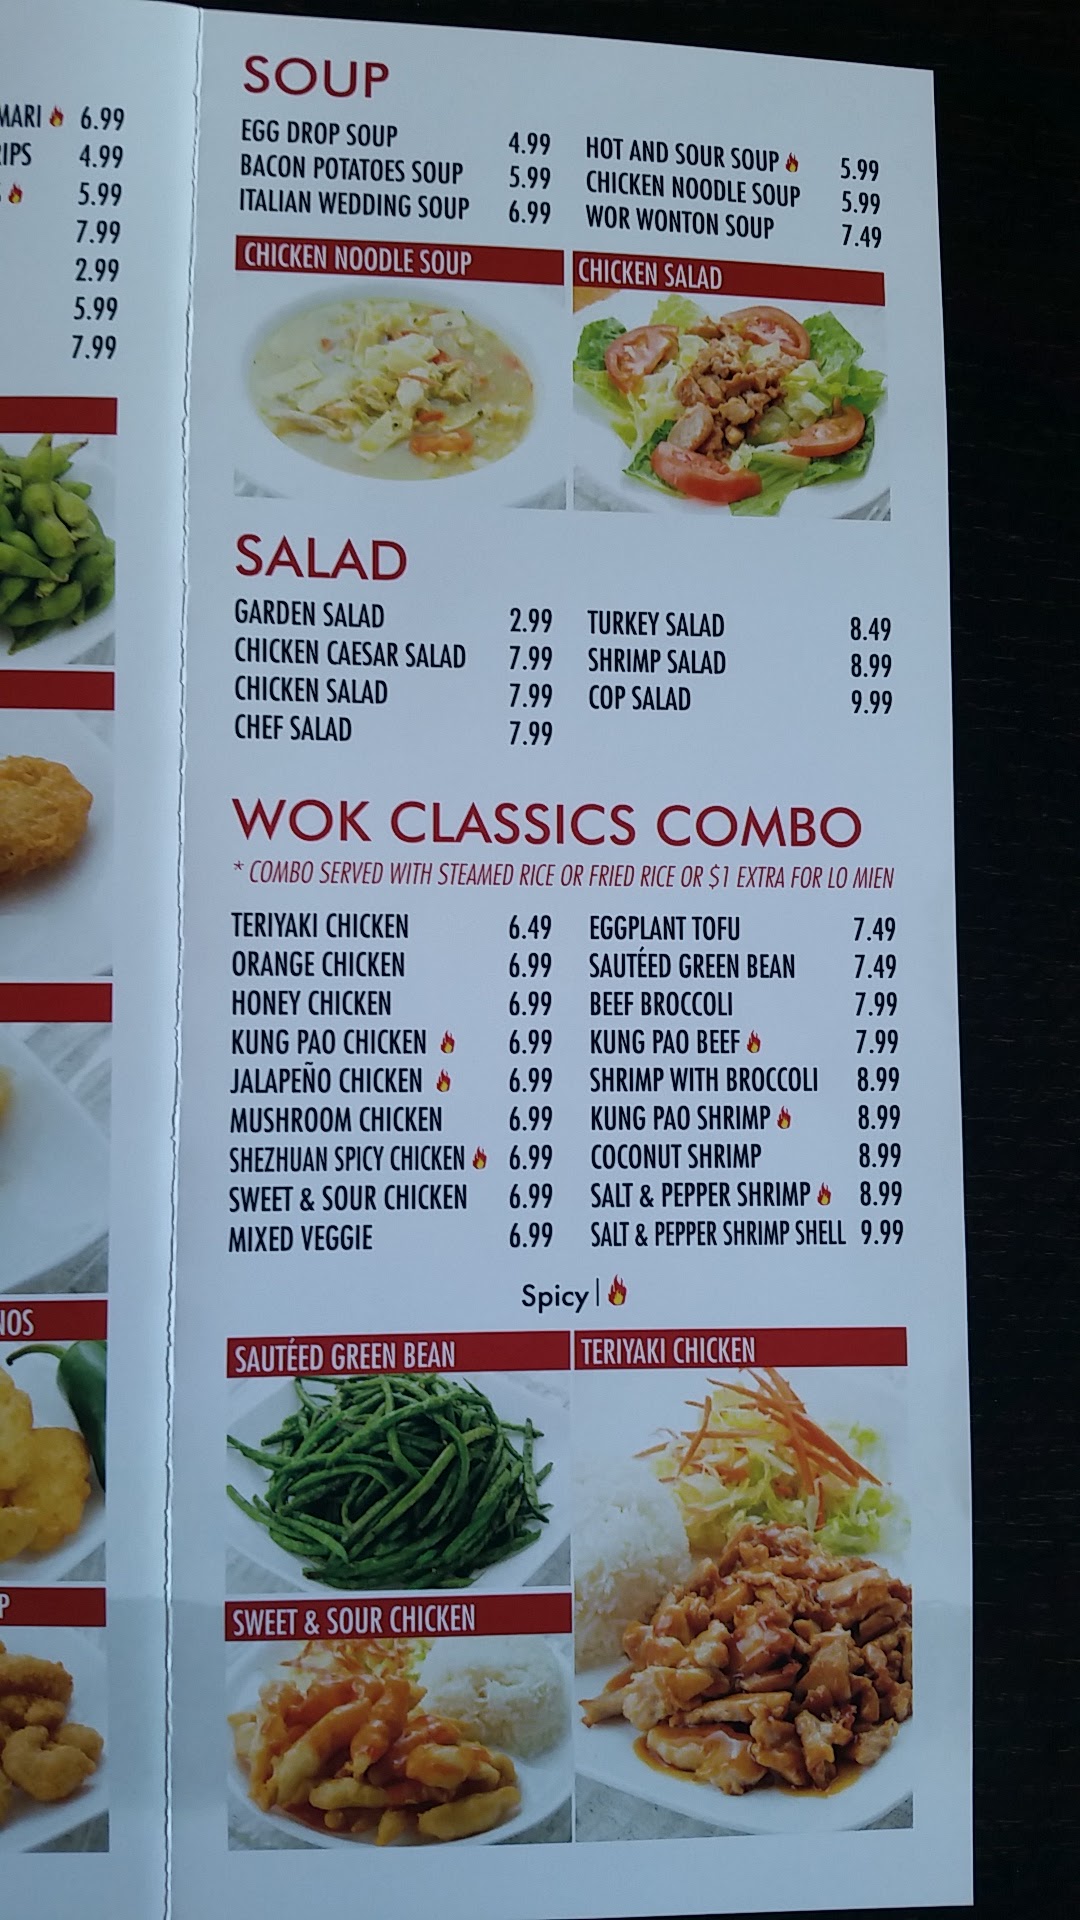 MARI 6.99
RIPS 4.99
5.99
7.99
2.99
5.99
7.99
NOS
P
SOUP
EGG DROP SOUP 4.99
BACON POTATOES SOUP 5.99
ITALIAN WEDDING SOUP 6.99
HOT AND SOUR SOUP 5.99
CHICKEN NOODLE SOUP 5.99
WOR WONTON SOUP 7.49
CHICKEN NOODLE SOUP
CHICKEN SALAD
SALAD
GARDEN SALAD 2.99
CHICKEN CAESAR SALAD 7.99
CHICKEN SALAD 7.99
CHEF SALAD 7.99
TURKEY SALAD 8.49
SHRIMP SALAD 8.99
COP SALAD 9.99
WOK CLASSICS COMBO
* COMBO SERVED WITH STEAMED RICE OR FRIED RICE OR $1 EXTRA FOR LO MIEN
TERIYAKI CHICKEN 6.49
ORANGE CHICKEN 6.99
HONEY CHICKEN 6.99
KUNG PAO CHICKEN 6.99
JALAPEÑO CHICKEN 6.99
MUSHROOM CHICKEN 6.99
SHEZHUAN SPICY CHICKEN 6.99
SWEET & SOUR CHICKEN 6.99
MIXED VEGGIE 6.99
EGGPLANT TOFU 7.49
SAUTÉED GREEN BEAN 7.49
BEEF BROCCOLI 7.99
KUNG PAO BEEF 7.99
SHRIMP WITH BROCCOLI 8.99
KUNG PAO SHRIMP 8.99
COCONUT SHRIMP 8.99
SALT & PEPPER SHRIMP 8.99
SALT & PEPPER SHRIMP SHELL 9.99
Spicy |
SAUTÉED GREEN BEAN
TERIYAKI CHICKEN
SWEET & SOUR CHICKEN